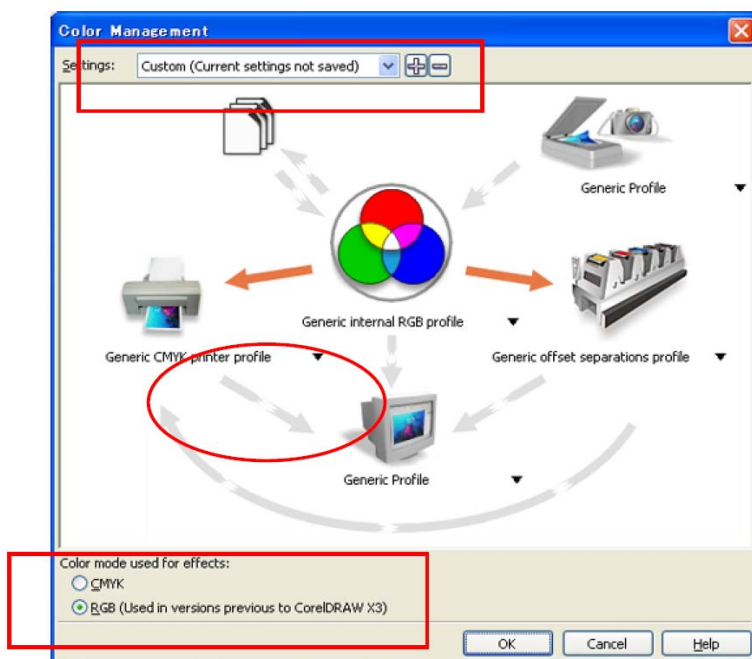 Color Management
Settings: Custom (Current settings not saved)
Generic Profile
Generic internal RGB profile
Generic CMYK printer profile
Generic offset separations profile
Generic Profile
Color mode used for effects:
CMYK
RGB (Used in versions previous to CorelDRAW X3)
OK Cancel Help